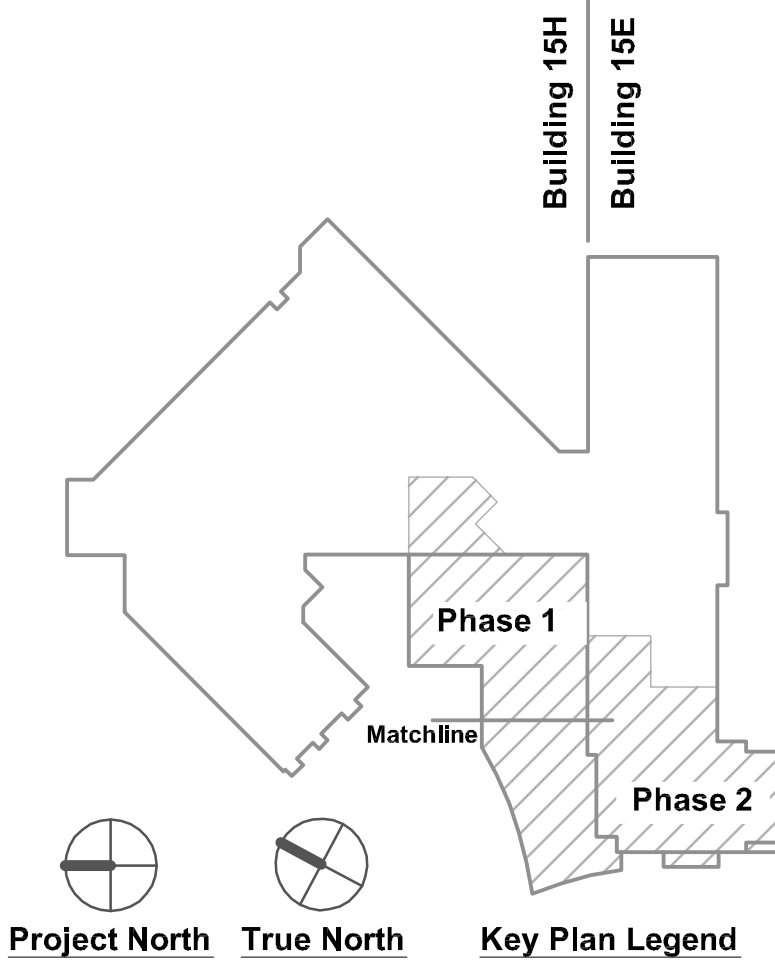 Building 15H
Building 15E
Phase 1
Matchline
Phase 2
Project North
True North
Key Plan Legend